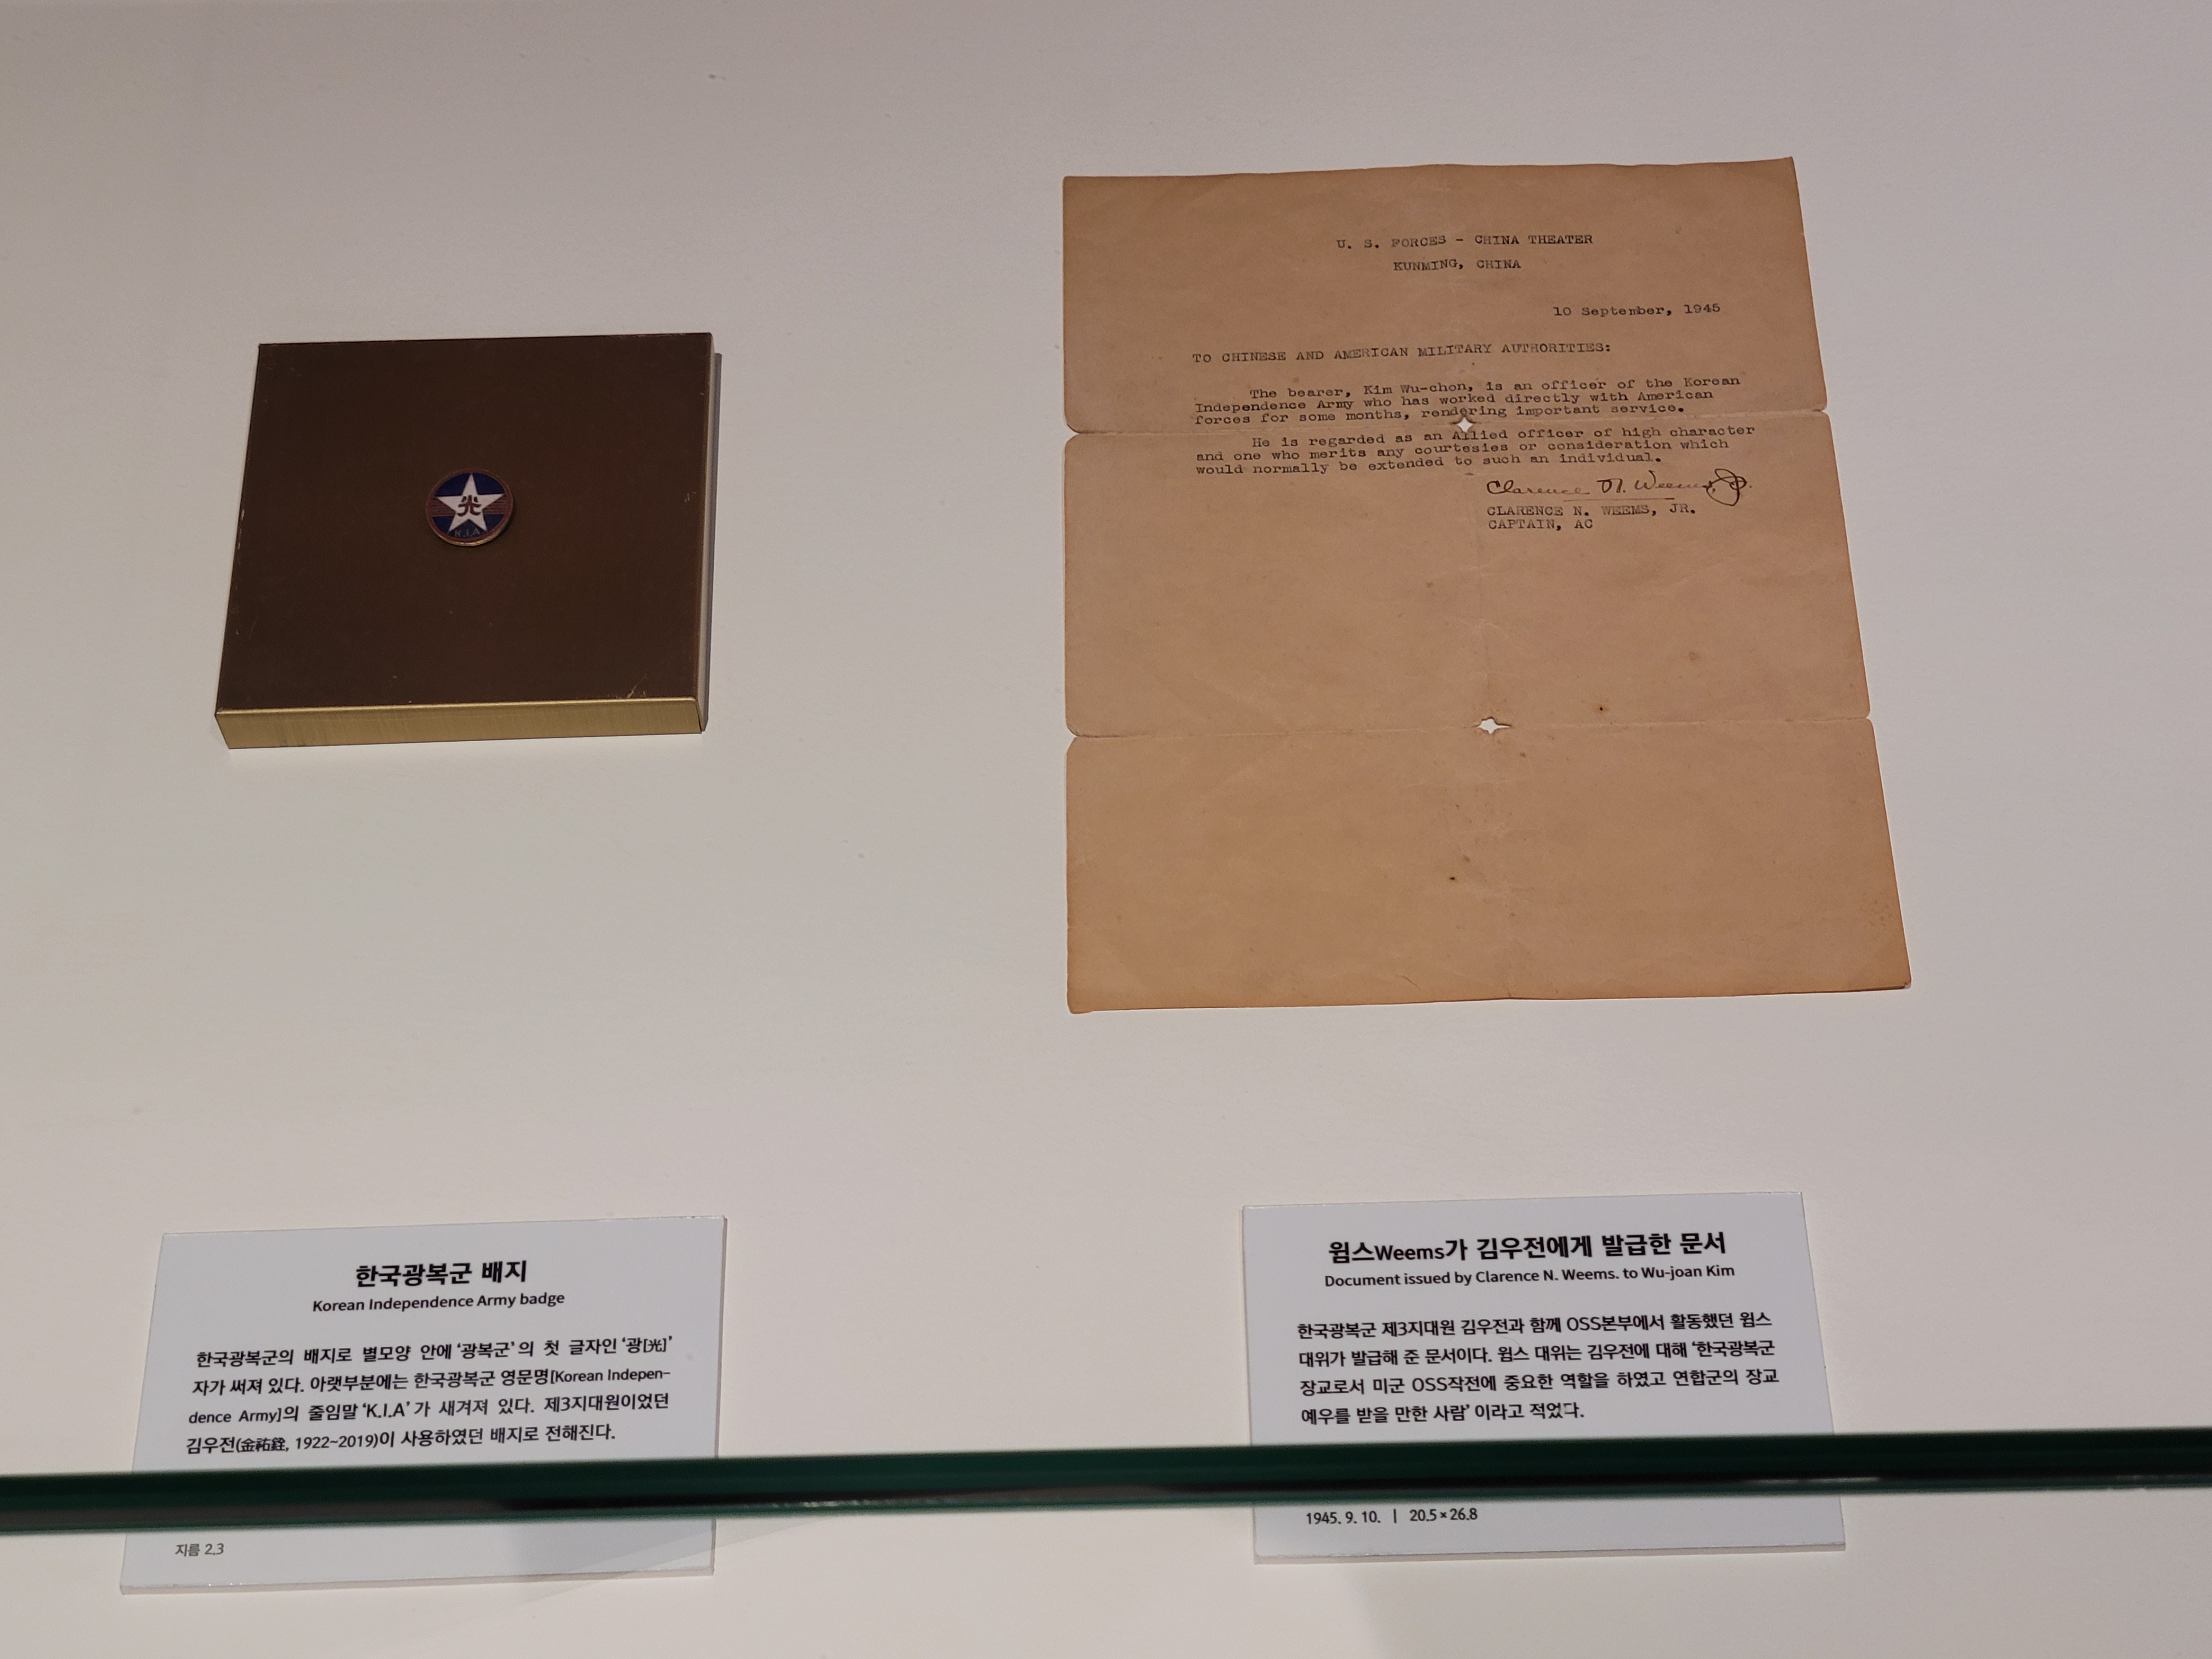 光
K.I.A
U. S. FORCES - CHINA THEATER
KUNMING, CHINA
10 September, 1945
TO CHINESE AND AMERICAN MILITARY AUTHORITIES:
The bearer, Kim Wu-chon, is an officer of the Korean
Independence Army who has worked directly with American
forces for some months, rendering important service.
He is regarded as an Allied officer of high character
and one who merits any courtesies or consideration which
would normally be extended to such an individual.
Clarence N. Weems, Jr.
CLARENCE N. WEEMS, JR.
CAPTAIN, AC
한국광복군 배지
Korean Independence Army badge
한국광복군의 배지로 별모양 안에 '광복군'의 첫 글자인 '광[光]'
자가 써져 있다. 아랫부분에는 한국광복군 영문명[Korean Indepen-
dence Army]의 줄임말 'K.I.A'가 새겨져 있다. 제3지대원이었던
김우전(金祐銓, 1922~2019)이 사용하였던 배지로 전해진다.
지름 2.3
윔스Weems가 김우전에게 발급한 문서
Document issued by Clarence N. Weems. to Wu-joan Kim
한국광복군 제3지대원 김우전과 함께 OSS본부에서 활동했던 윔스
대위가 발급해 준 문서이다. 윔스 대위는 김우전에 대해 '한국광복군
장교로서 미군 OSS작전에 중요한 역할을 하였고 연합군의 장교
예우를 받을 만한 사람' 이라고 적었다.
1945. 9. 10. | 20.5×26.8